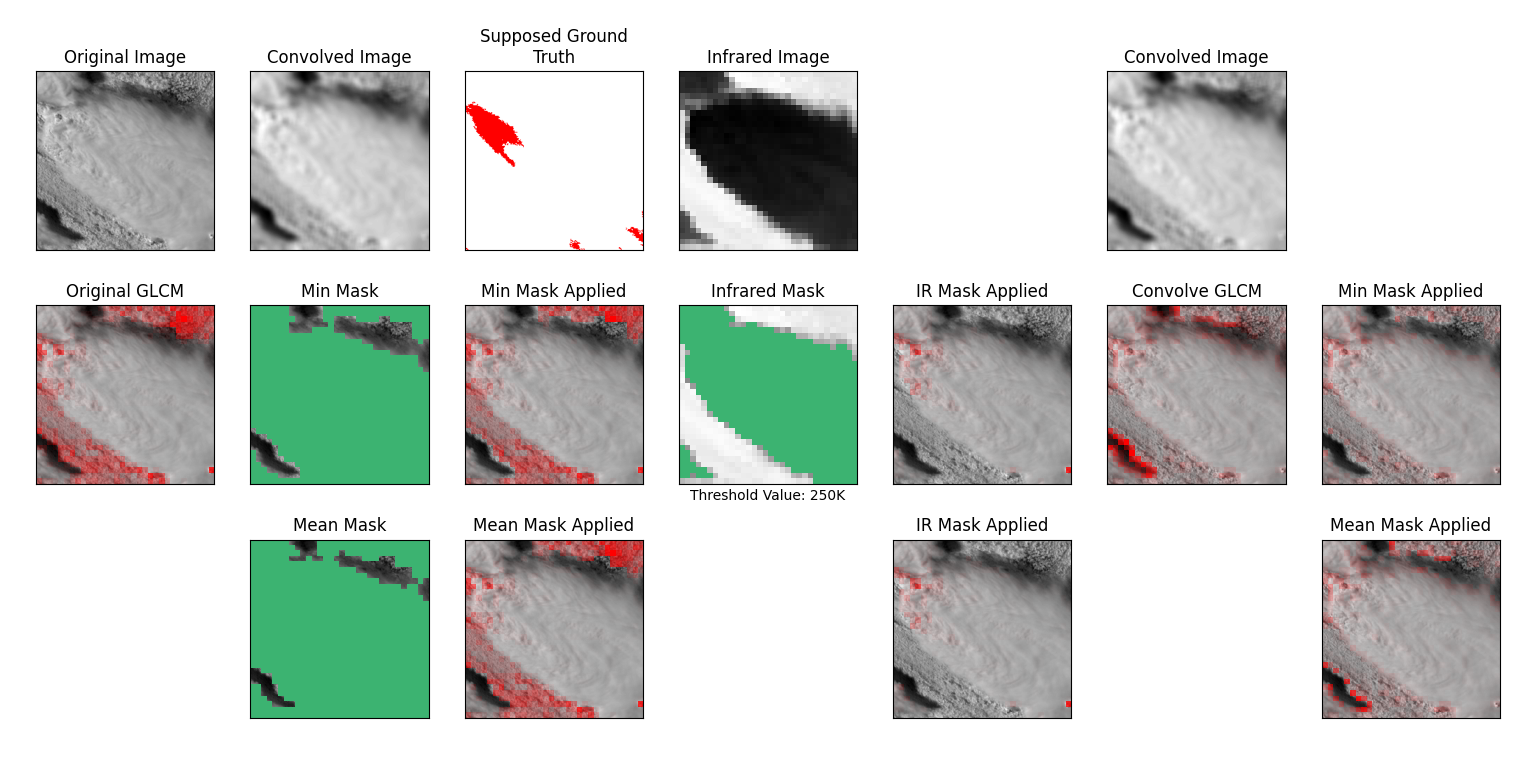 Original Image
Convolved Image
Supposed Ground
Truth
Infrared Image
Convolved Image
Original GLCM
Min Mask
Min Mask Applied
Infrared Mask
IR Mask Applied
Convolve GLCM
Min Mask Applied
Threshold Value: 250K
Mean Mask
Mean Mask Applied
IR Mask Applied
Mean Mask Applied